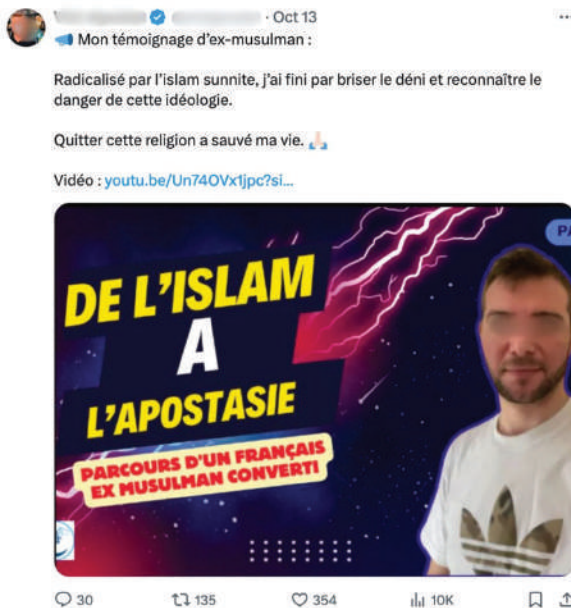 · Oct 13
📢 Mon témoignage d'ex-musulman :
Radicalisé par l'islam sunnite, j'ai fini par briser le déni et reconnaître le
danger de cette idéologie.
Quitter cette religion a sauvé ma vie. 🙏🏻
Vidéo : youtu.be/Un74OVx1jpc?si...
PA
DE L'ISLAM
A
L'APOSTASIE
PARCOURS D'UN FRANÇAIS
EX MUSULMAN CONVERTI
30 135 354 10K